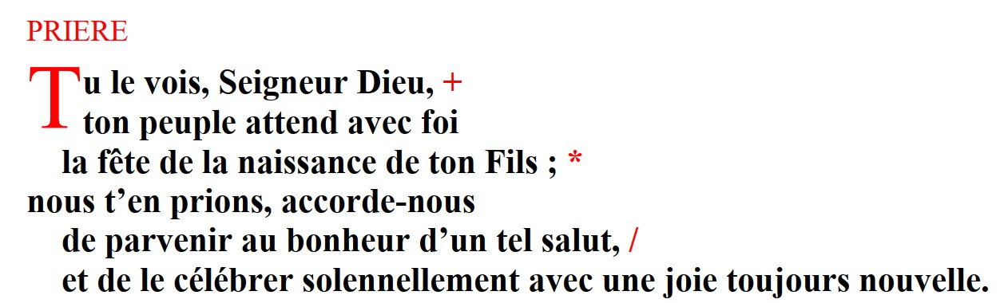 PRIERE
Tu le vois, Seigneur Dieu, +
ton peuple attend avec foi
la fête de la naissance de ton Fils ; *
nous t’en prions, accorde-nous
de parvenir au bonheur d’un tel salut, /
et de le célébrer solennellement avec une joie toujours nouvelle.